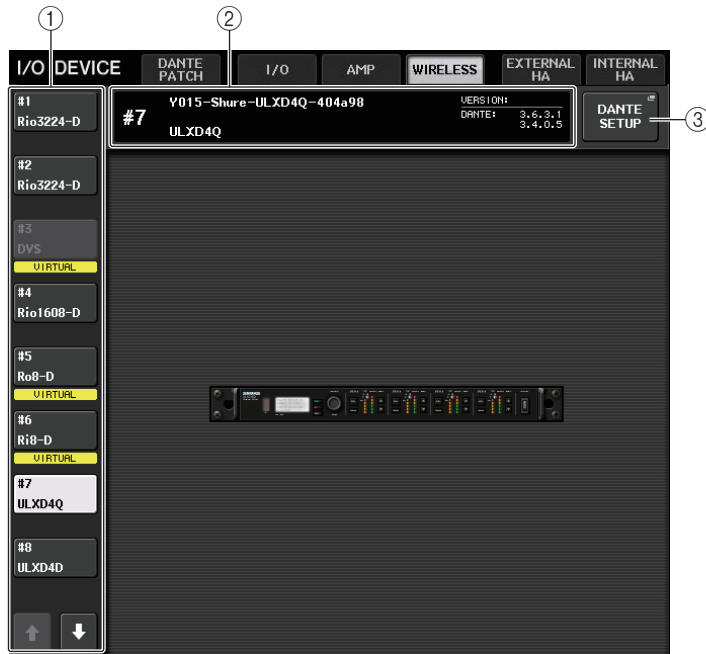 1
2
I/O DEVICE
DANTE PATCH
I/O
AMP
WIRELESS
EXTERNAL HA
INTERNAL HA
#1
Rio3224-D
#7
Y015-Shure-ULXD4Q-404a98
ULXD4Q
VERSION:
DANTE: 3.6.3.1
3.4.0.5
DANTE SETUP
3
#2
Rio3224-D
#3
DVS
VIRTUAL
#4
Rio1608-D
#5
Ro8-D
VIRTUAL
#6
Ri8-D
VIRTUAL
#7
ULXD4Q
#8
ULXD4D